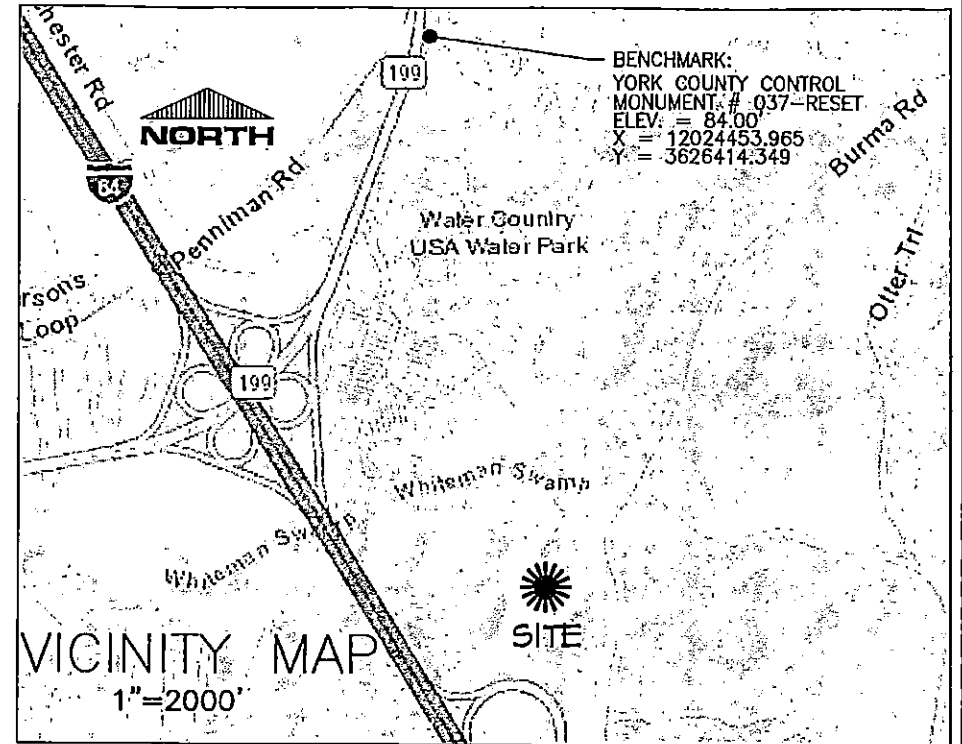 chester Rd
199
BENCHMARK:
YORK COUNTY CONTROL
MONUMENT # 037-RESET
ELEV. = 84.00'
X = 12024453.965
Y = 3626414.349
NORTH
Burma Rd
64
Penniman Rd
Water Country
USA Water Park
Otter Trl
rsons
Loop
199
Whiteman Swamp
Whiteman Swamp
SITE
VICINITY MAP
1"=2000'